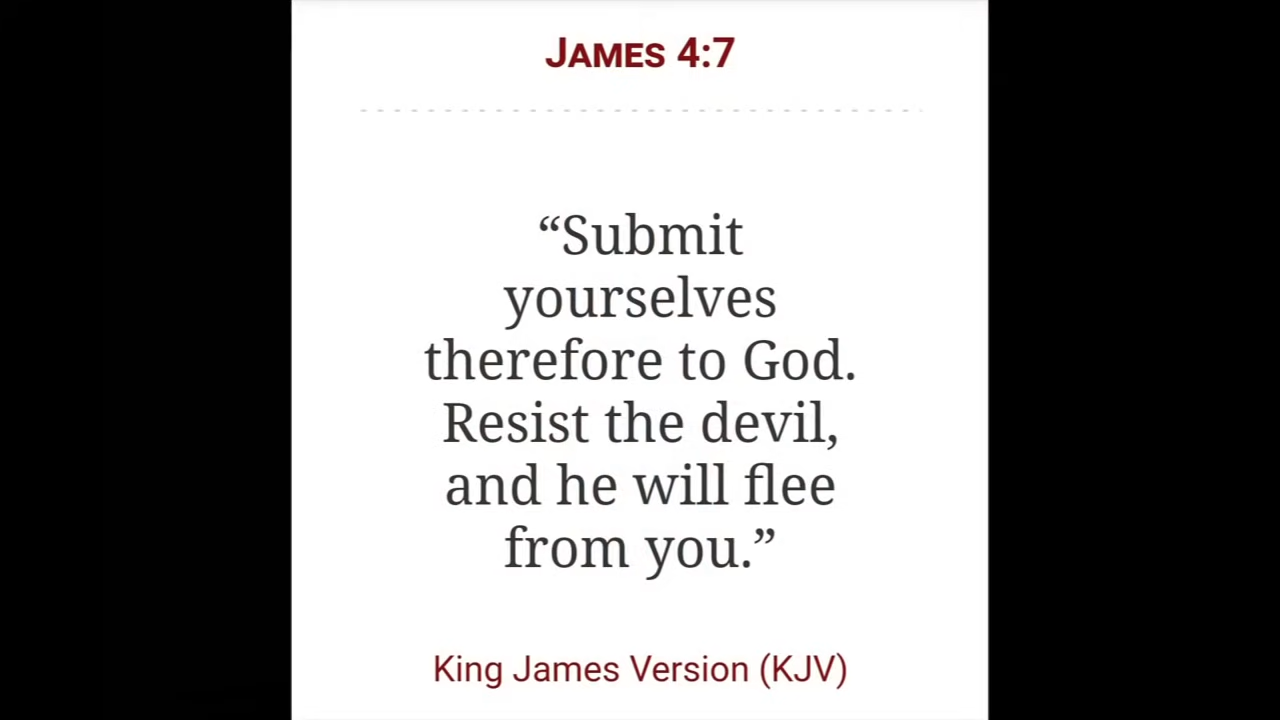 JAMES 4:7
“Submit
yourselves
therefore to God.
Resist the devil,
and he will flee
from you.”
King James Version (KJV)